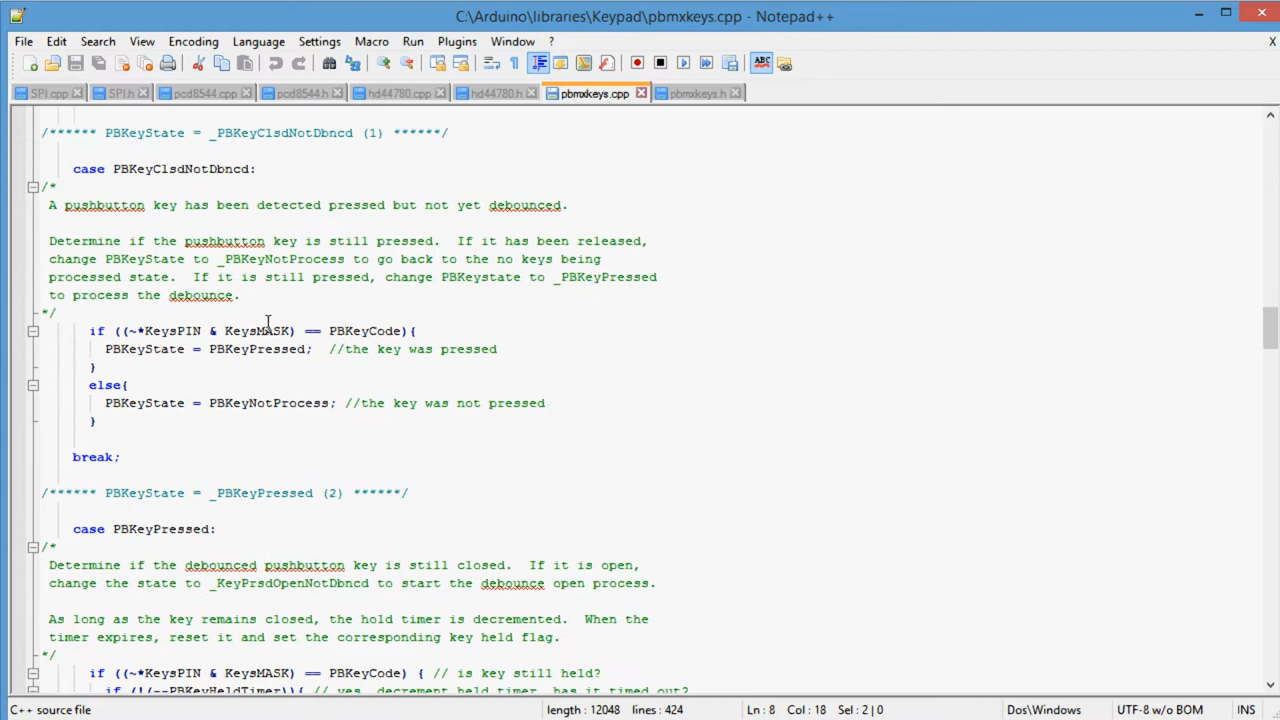 C:\Arduino\libraries\Keypad\pbmxkeys.cpp - Notepad++
File Edit Search View Encoding Language Settings Macro Run Plugins Window ? X
SPI.cpp SPI.h pcd8544.cpp pcd8544.h hd44780.cpp hd44780.h pbmxkeys.cpp pbmxkeys.h
/****** PBKeyState = _PBKeyClsdNotDbncd (1) ******/
case PBKeyClsdNotDbncd:
/*
A pushbutton key has been detected pressed but not yet debounced.
Determine if the pushbutton key is still pressed.  If it has been released,
change PBKeyState to _PBKeyNotProcess to go back to the no keys being
processed state.  If it is still pressed, change PBKeystate to _PBKeyPressed
to process the debounce.
*/
if ((~*KeysPIN & KeysMASK) == PBKeyCode){
PBKeyState = PBKeyPressed;  //the key was pressed
}
else{
PBKeyState = PBKeyNotProcess; //the key was not pressed
}
break;
/****** PBKeyState = _PBKeyPressed (2) ******/
case PBKeyPressed:
/*
Determine if the debounced pushbutton key is still closed.  If it is open,
change the state to _KeyPrsdOpenNotDbncd to start the debounce open process.
As long as the key remains closed, the hold timer is decremented.  When the
timer expires, reset it and set the corresponding key held flag.
*/
if ((~*KeysPIN & KeysMASK) == PBKeyCode) { // is key still held?
if (!(--PBKeyHeldTimer)){ // yes, decrement held timer, has it timed out?
C++ source file length : 12048 lines : 424 Ln : 8 Col : 18 Sel : 2 | 0 Dos\Windows UTF-8 w/o BOM INS